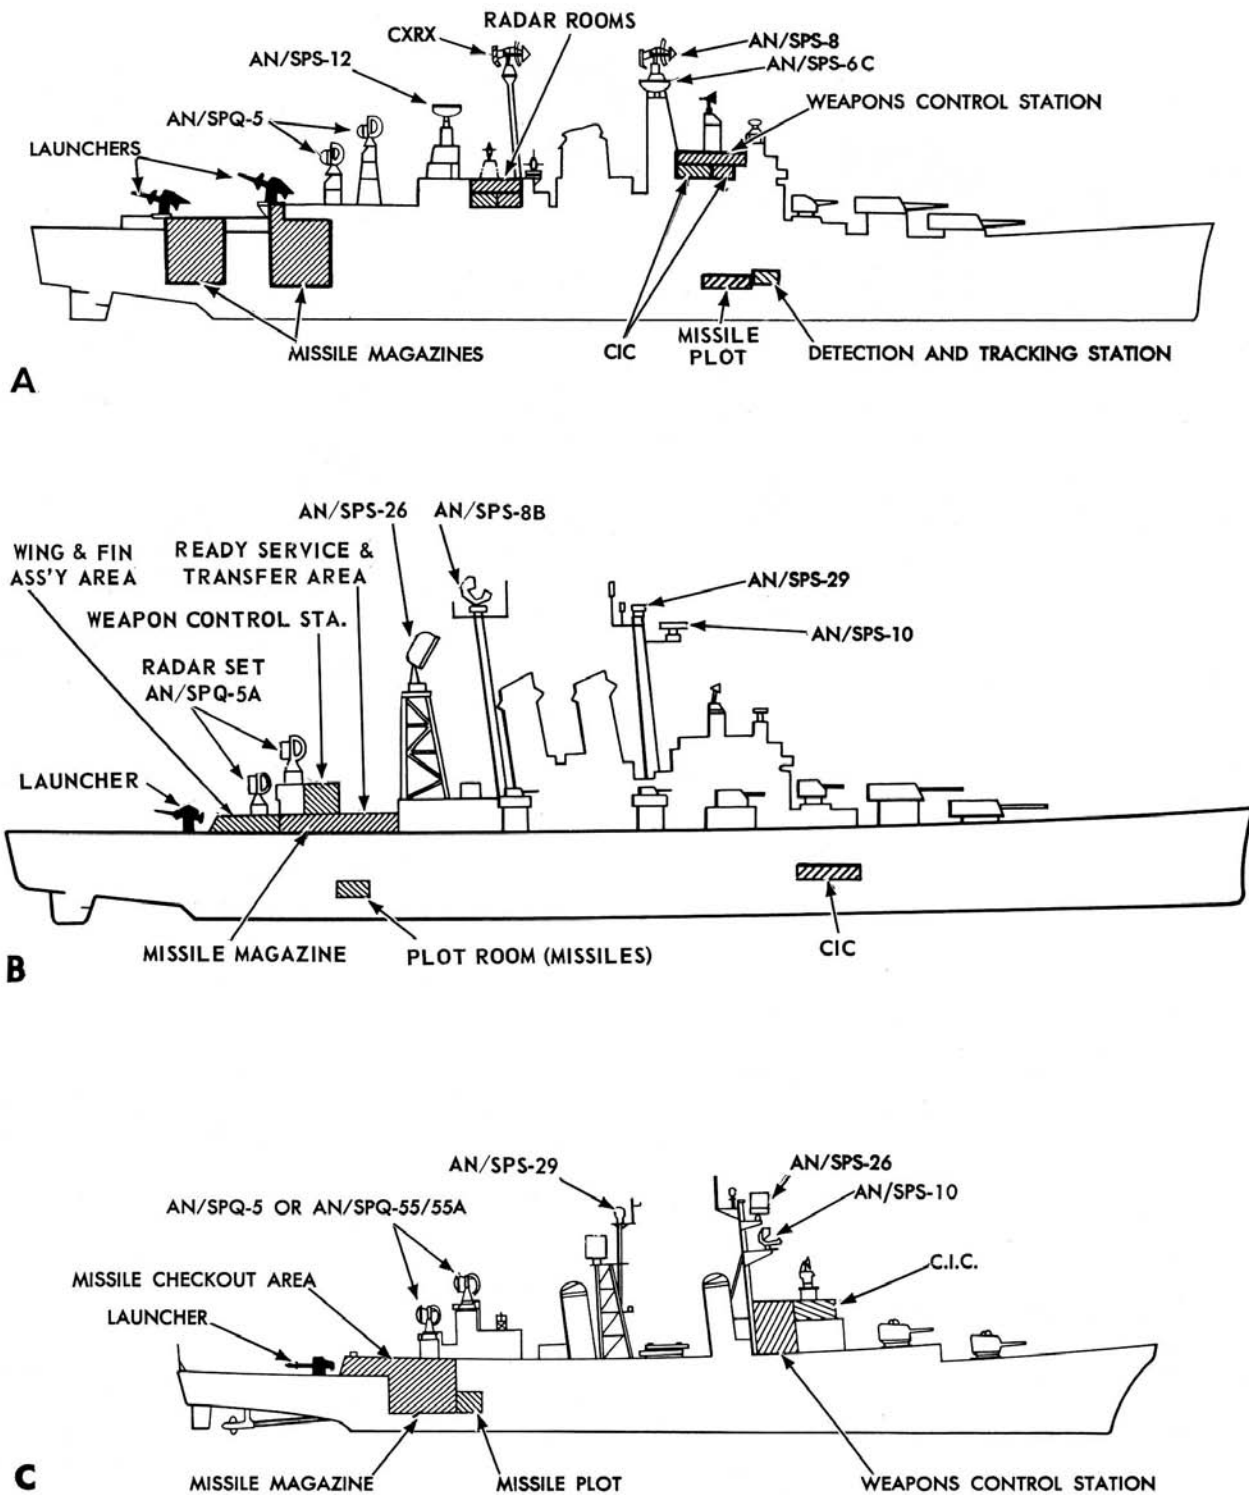 RADAR ROOMS
CXRX
AN/SPS-8
AN/SPS-12
AN/SPS-6C
WEAPONS CONTROL STATION
AN/SPQ-5
LAUNCHERS
MISSILE MAGAZINES
CIC
MISSILE
PLOT
DETECTION AND TRACKING STATION
A
AN/SPS-26
AN/SPS-8B
WING & FIN
ASS'Y AREA
READY SERVICE &
TRANSFER AREA
AN/SPS-29
WEAPON CONTROL STA.
AN/SPS-10
RADAR SET
AN/SPQ-5A
LAUNCHER
MISSILE MAGAZINE
PLOT ROOM (MISSILES)
CIC
B
AN/SPS-29
AN/SPS-26
AN/SPS-10
AN/SPQ-5 OR AN/SPQ-55/55A
C.I.C.
MISSILE CHECKOUT AREA
LAUNCHER
MISSILE MAGAZINE
MISSILE PLOT
WEAPONS CONTROL STATION
C